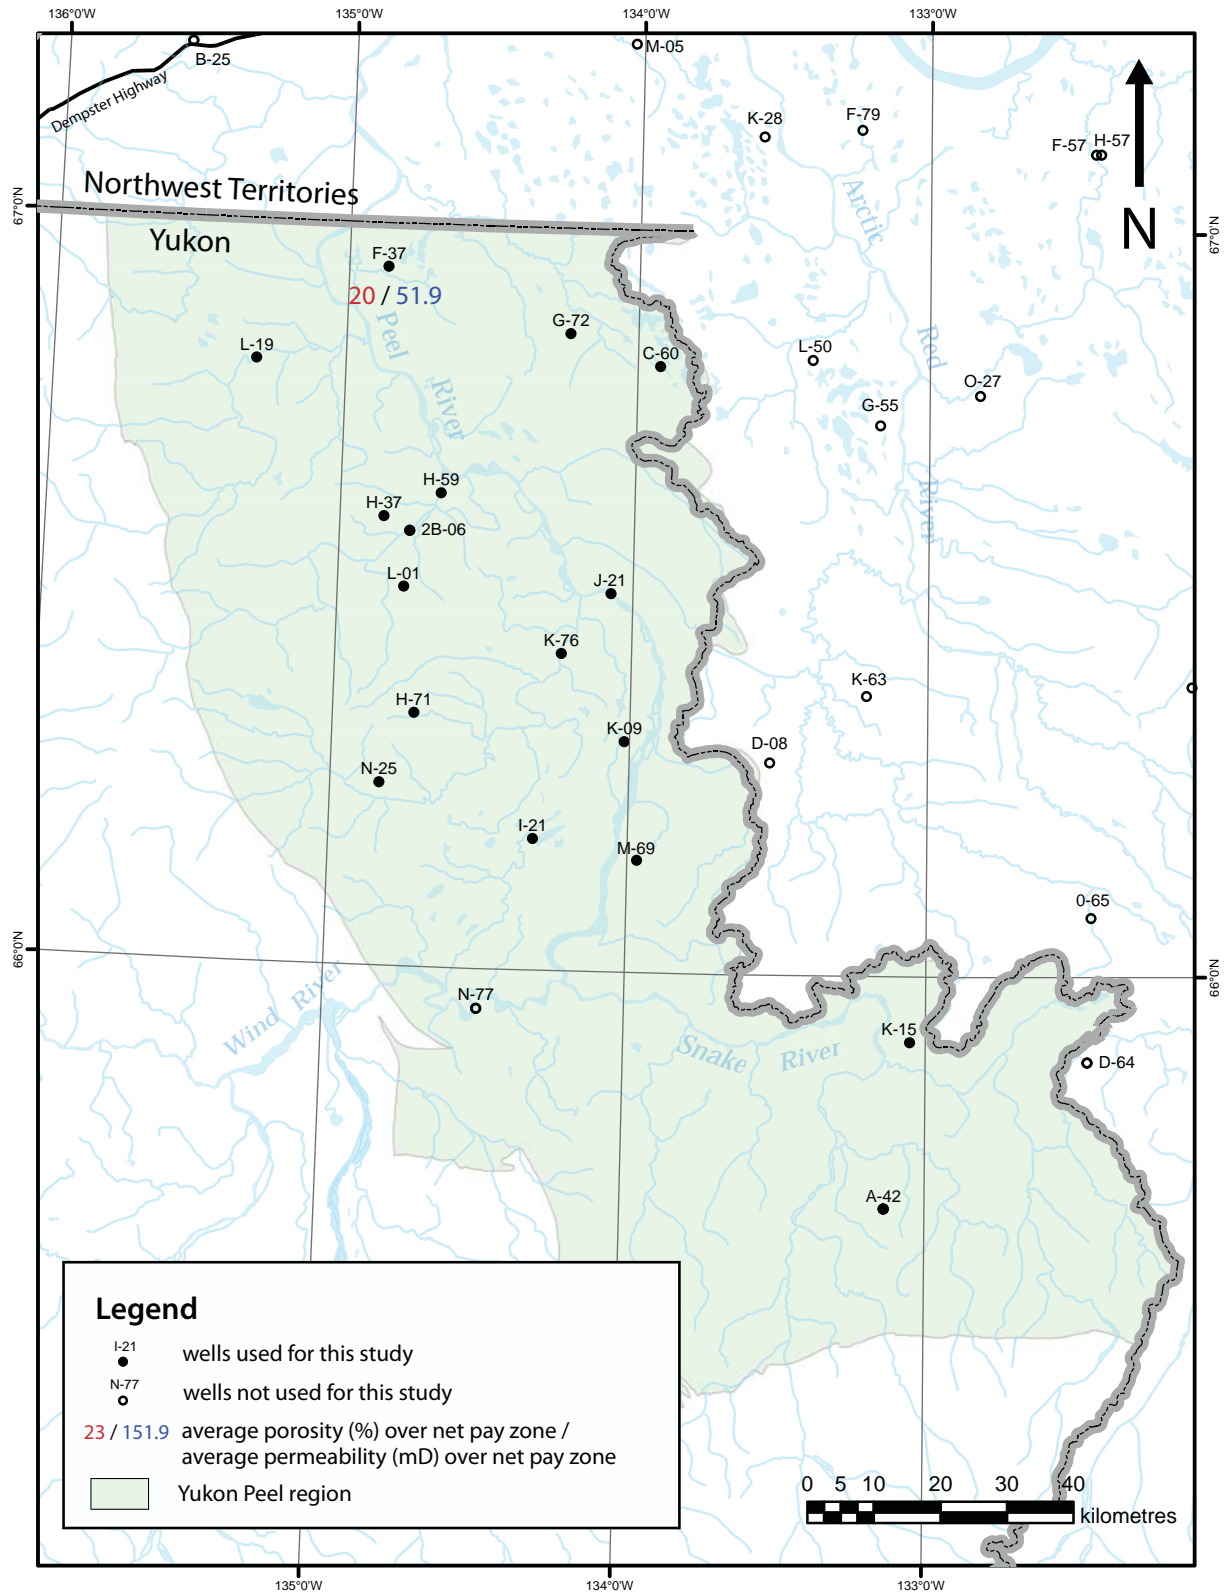 136°0'W 135°0'W 134°0'W 133°0'W
B-25
M-05
Dempster Highway
K-28
F-79
F-57 H-57
Arctic
Northwest Territories
67°0'N
Yukon
N
67°0'N
F-37
20 / 51.9
Peel
G-72
L-19
C-60
L-50
Red
O-27
River
G-55
H-59
H-37
2B-06
River
L-01
J-21
K-76
K-63
H-71
K-09
D-08
N-25
I-21
M-69
0-65
66°0'N
66°0'N
N-77
Wind River
K-15
Snake River
D-64
A-42
Legend
I-21
wells used for this study
N-77
wells not used for this study
23 / 151.9 average porosity (%) over net pay zone /
average permeability (mD) over net pay zone
Yukon Peel region
0 5 10 20 30 40
kilometres
135°0'W 134°0'W 133°0'W